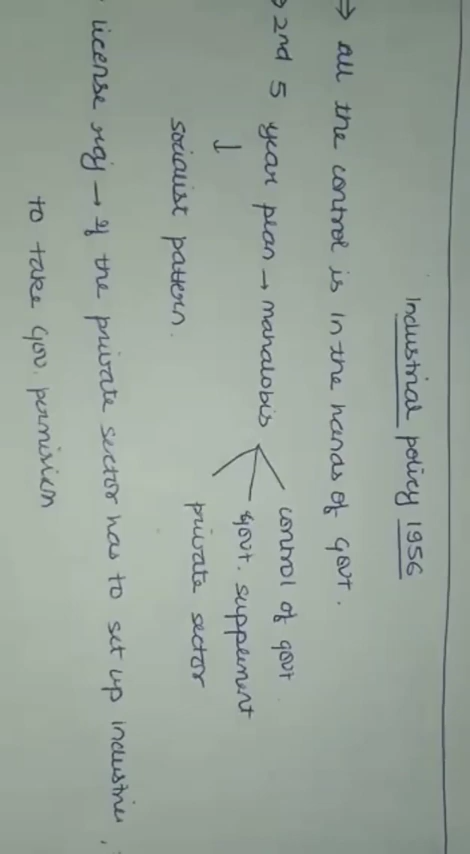 Industrial policy 1956
⇒ all the control is in the hands of govt.
⇒ 2nd 5 year plan → mahalobis
control of govt
govt. supplement
private sector
↓
socialist pattern.
license raj → if the private sector has to set up industries,
to take gov. permission